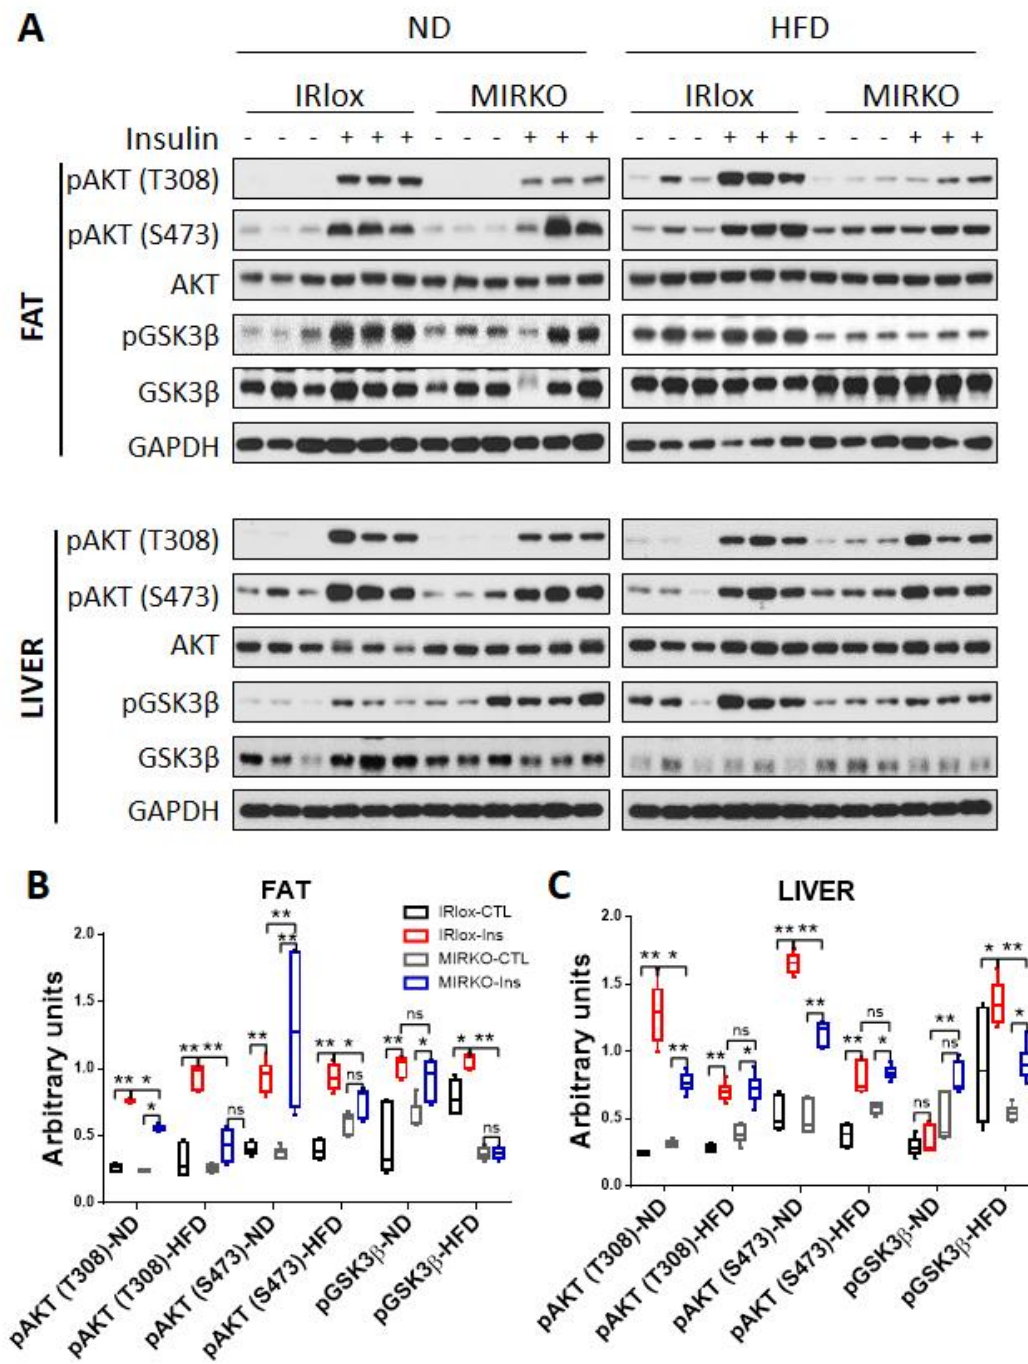 A
ND HFD
IRlox MIRKO IRlox MIRKO
Insulin - - - + + + - - - + + + - - - + + + - - - + + +
FAT
pAKT (T308)
pAKT (S473)
AKT
pGSK3β
GSK3β
GAPDH
LIVER
pAKT (T308)
pAKT (S473)
AKT
pGSK3β
GSK3β
GAPDH
B
FAT
Arbitrary units
2.0
1.5
1.0
0.5
0.0
IRlox-CTL
IRlox-Ins
MIRKO-CTL
MIRKO-Ins
** * *
** ** ns
** ** **
** * ns
** ns *
* ** ns
pAKT (T308)-ND
pAKT (T308)-HFD
pAKT (S473)-ND
pAKT (S473)-HFD
pGSK3β-ND
pGSK3β-HFD
C
LIVER
Arbitrary units
2.0
1.5
1.0
0.5
0.0
** * **
** ns *
** ** **
** ns *
ns ** ns
* ** *
pAKT (T308)-ND
pAKT (T308)-HFD
pAKT (S473)-ND
pAKT (S473)-HFD
pGSK3β-ND
pGSK3β-HFD